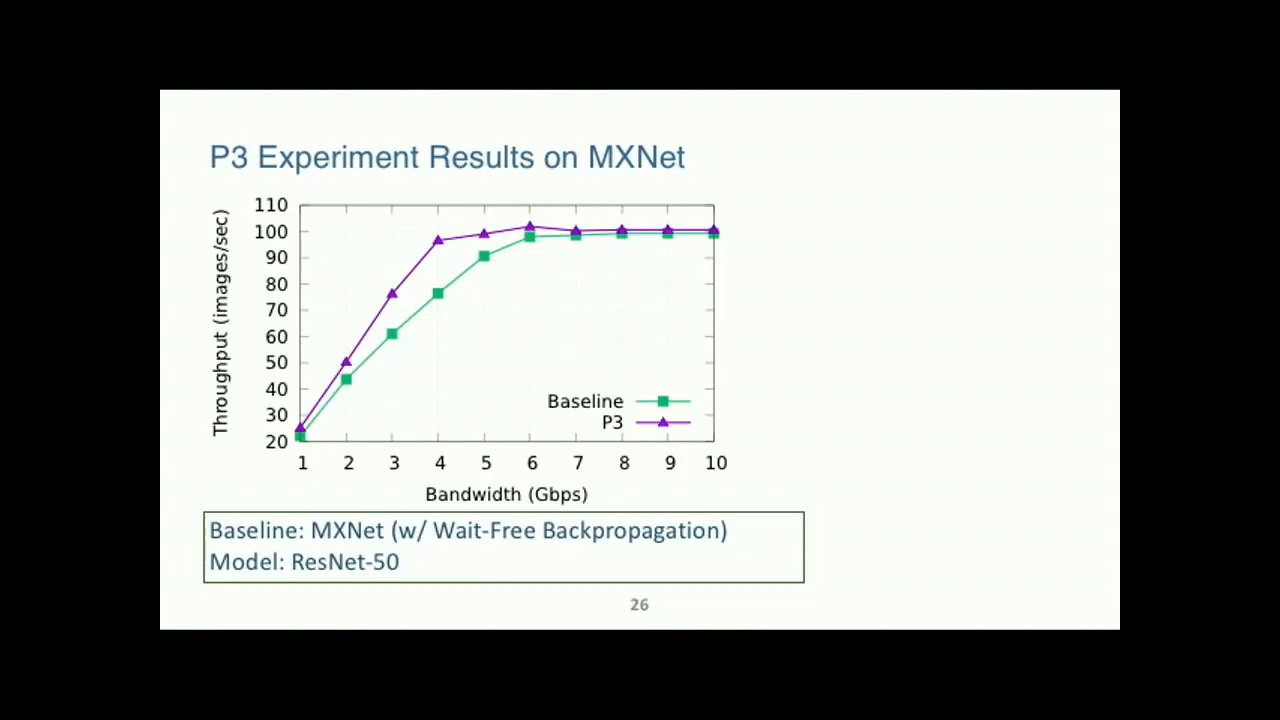 P3 Experiment Results on MXNet
Throughput (images/sec)
110
100
90
80
70
60
50
40
30
20
Baseline
P3
1 2 3 4 5 6 7 8 9 10
Bandwidth (Gbps)
Baseline: MXNet (w/ Wait-Free Backpropagation)
Model: ResNet-50
26